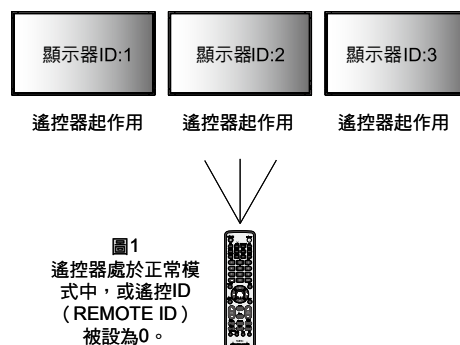 顯示器ID:1
顯示器ID:2
顯示器ID:3
遙控器起作用
遙控器起作用
遙控器起作用
圖1
遙控器處於正常模
式中，或遙控ID
（REMOTE ID）
被設為0。